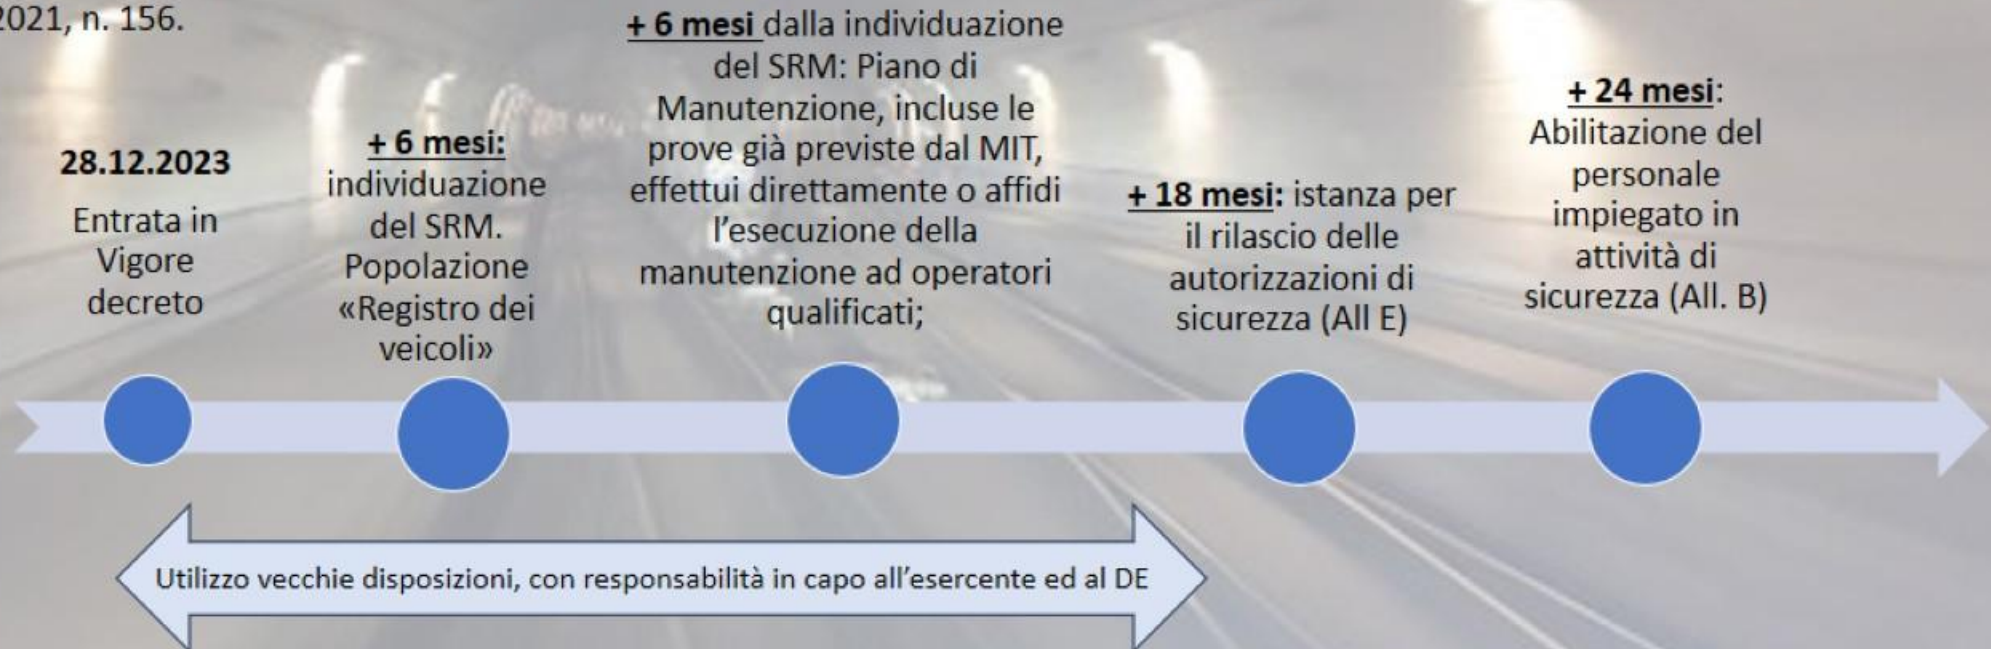 2021, n. 156.
28.12.2023
Entrata in
Vigore
decreto
+ 6 mesi:
individuazione
del SRM.
Popolazione
«Registro dei
veicoli»
+ 6 mesi dalla individuazione
del SRM: Piano di
Manutenzione, incluse le
prove già previste dal MIT,
effettui direttamente o affidi
l'esecuzione della
manutenzione ad operatori
qualificati;
+ 18 mesi: istanza per
il rilascio delle
autorizzazioni di
sicurezza (All E)
+ 24 mesi:
Abilitazione del
personale
impiegato in
attività di
sicurezza (All. B)
Utilizzo vecchie disposizioni, con responsabilità in capo all'esercente ed al DE